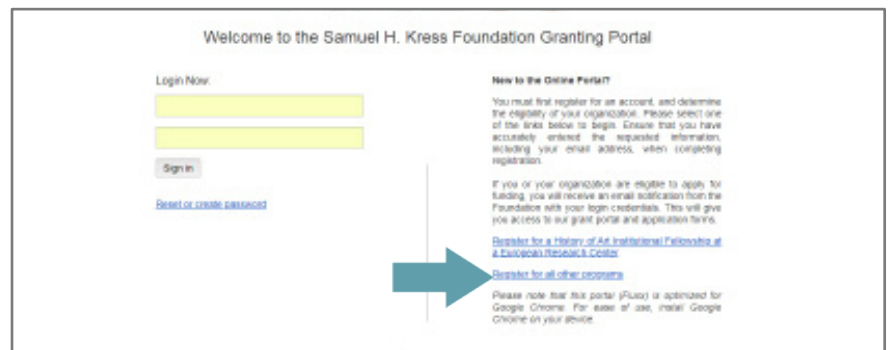 Welcome to the Samuel H. Kress Foundation Granting Portal
Login Now:
Sign in
Reset or create password
New to the Online Portal?
You must first register for an account, and determine
the eligibility of your organization. Please select one
of the links below to begin. Ensure that you have
accurately entered the requested information,
including your email address, when completing
registration.
If you or your organization are eligible to apply for
funding, you will receive an email notification from the
Foundation with your login credentials. This will give
you access to our grant portal and application forms.
Register for a History of Art Institutional Fellowship at
a European Research Center
Register for all other programs
Please note that this portal (Fluxx) is optimized for
Google Chrome. For ease of use, install Google
Chrome on your device.